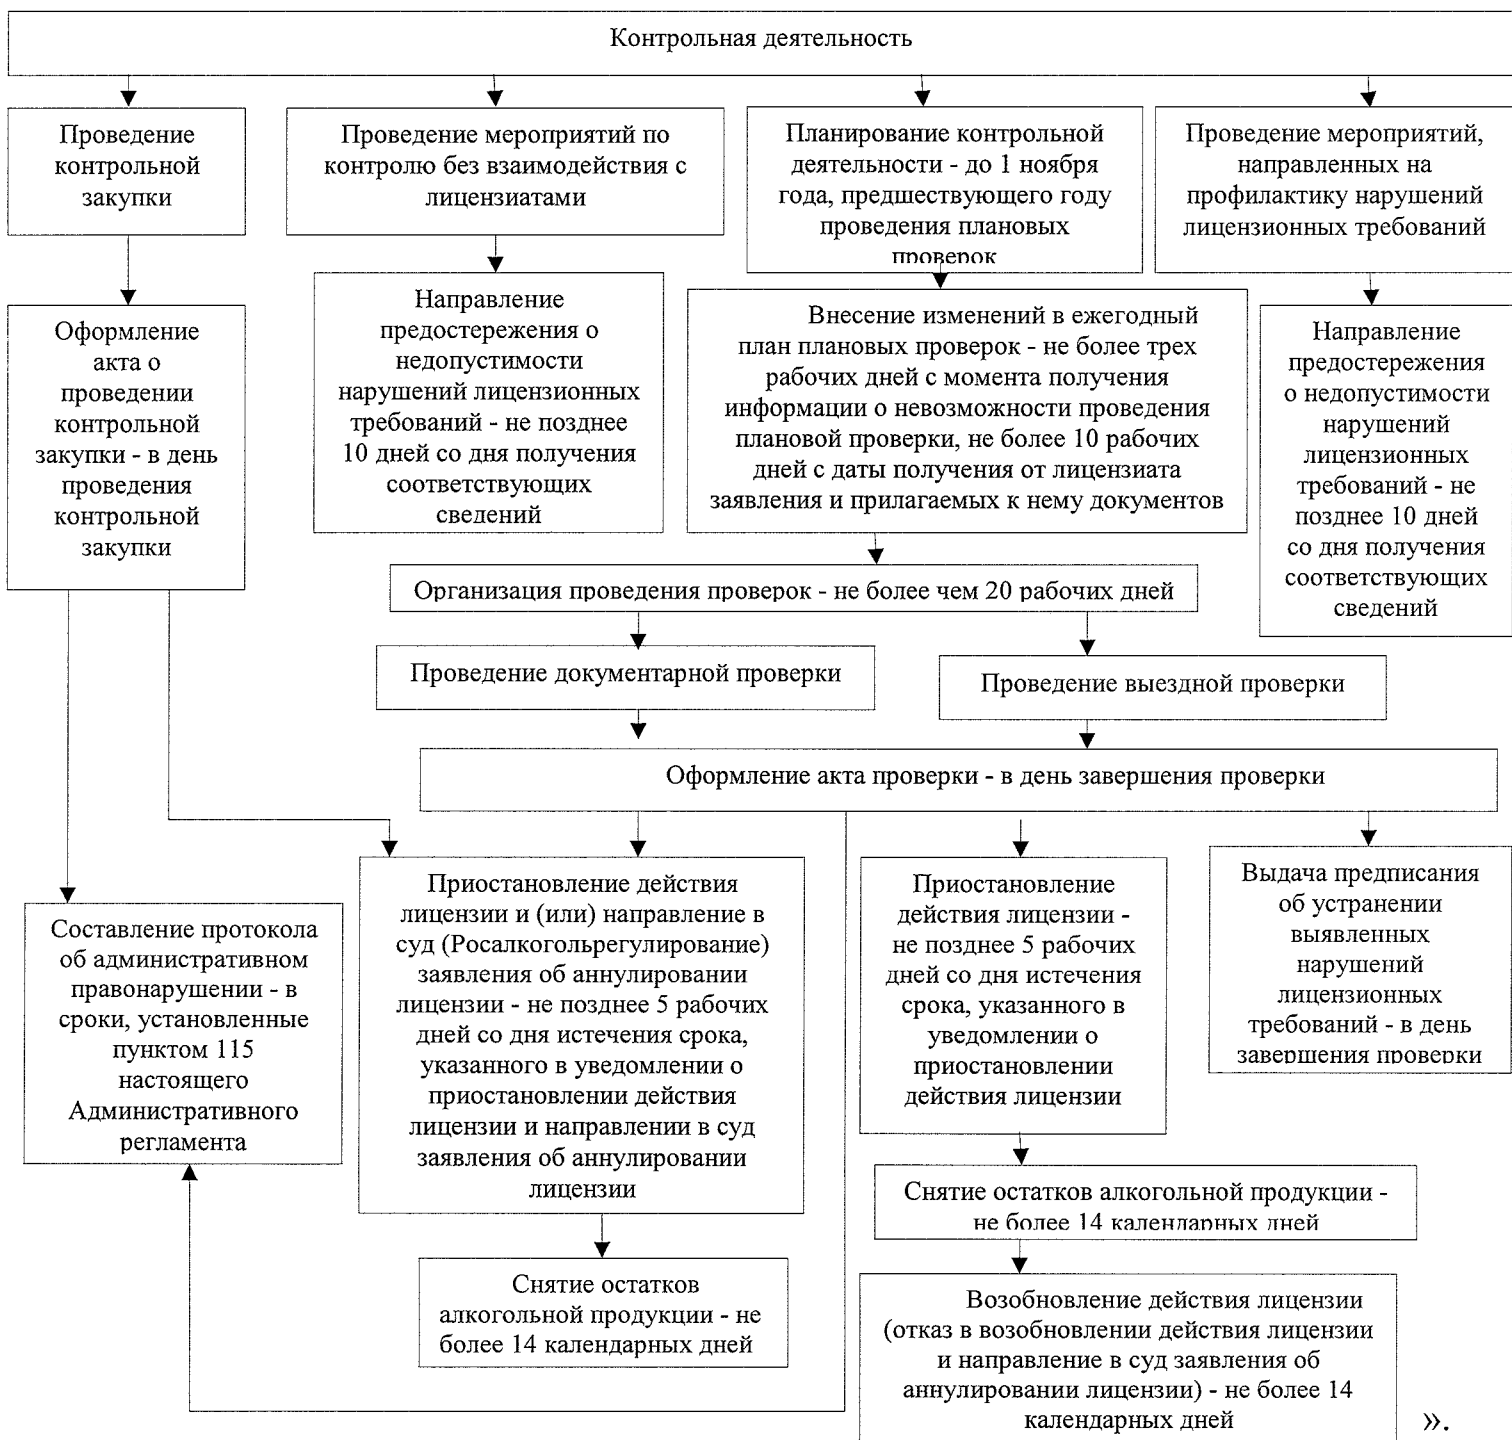 Контрольная деятельность
Проведение
контрольной
закупки
Проведение мероприятий по
контролю без взаимодействия с
лицензиатами
Планирование контрольной
деятельности - до 1 ноября
года, предшествующего году
проведения плановых
проверок
Проведение мероприятий,
направленных на
профилактику нарушений
лицензионных требований
Оформление
акта о
проведении
контрольной
закупки - в день
проведения
контрольной
закупки
Направление
предостережения о
недопустимости
нарушений лицензионных
требований - не позднее
10 дней со дня получения
соответствующих
сведений
Внесение изменений в ежегодный
план плановых проверок - не более трех
рабочих дней с момента получения
информации о невозможности проведения
плановой проверки, не более 10 рабочих
дней с даты получения от лицензиата
заявления и прилагаемых к нему документов
Направление
предостережения
о недопустимости
нарушений
лицензионных
требований - не
позднее 10 дней
со дня получения
соответствующих
сведений
Организация проведения проверок - не более чем 20 рабочих дней
Проведение документарной проверки
Проведение выездной проверки
Оформление акта проверки - в день завершения проверки
Составление протокола
об административном
правонарушении - в
сроки, установленные
пунктом 115
настоящего
Административного
регламента
Приостановление действия
лицензии и (или) направление в
суд (Росалкогольрегулирование)
заявления об аннулировании
лицензии - не позднее 5 рабочих
дней со дня истечения срока,
указанного в уведомлении о
приостановлении действия
лицензии и направлении в суд
заявления об аннулировании
лицензии
Приостановление
действия лицензии -
не позднее 5 рабочих
дней со дня истечения
срока, указанного в
уведомлении о
приостановлении
действия лицензии
Выдача предписания
об устранении
выявленных
нарушений
лицензионных
требований - в день
завершения проверки
Снятие остатков
алкогольной продукции - не
более 14 календарных дней
Снятие остатков алкогольной продукции -
не более 14 календарных дней
Возобновление действия лицензии
(отказ в возобновлении действия лицензии
и направление в суд заявления об
аннулировании лицензии) - не более 14
календарных дней
».